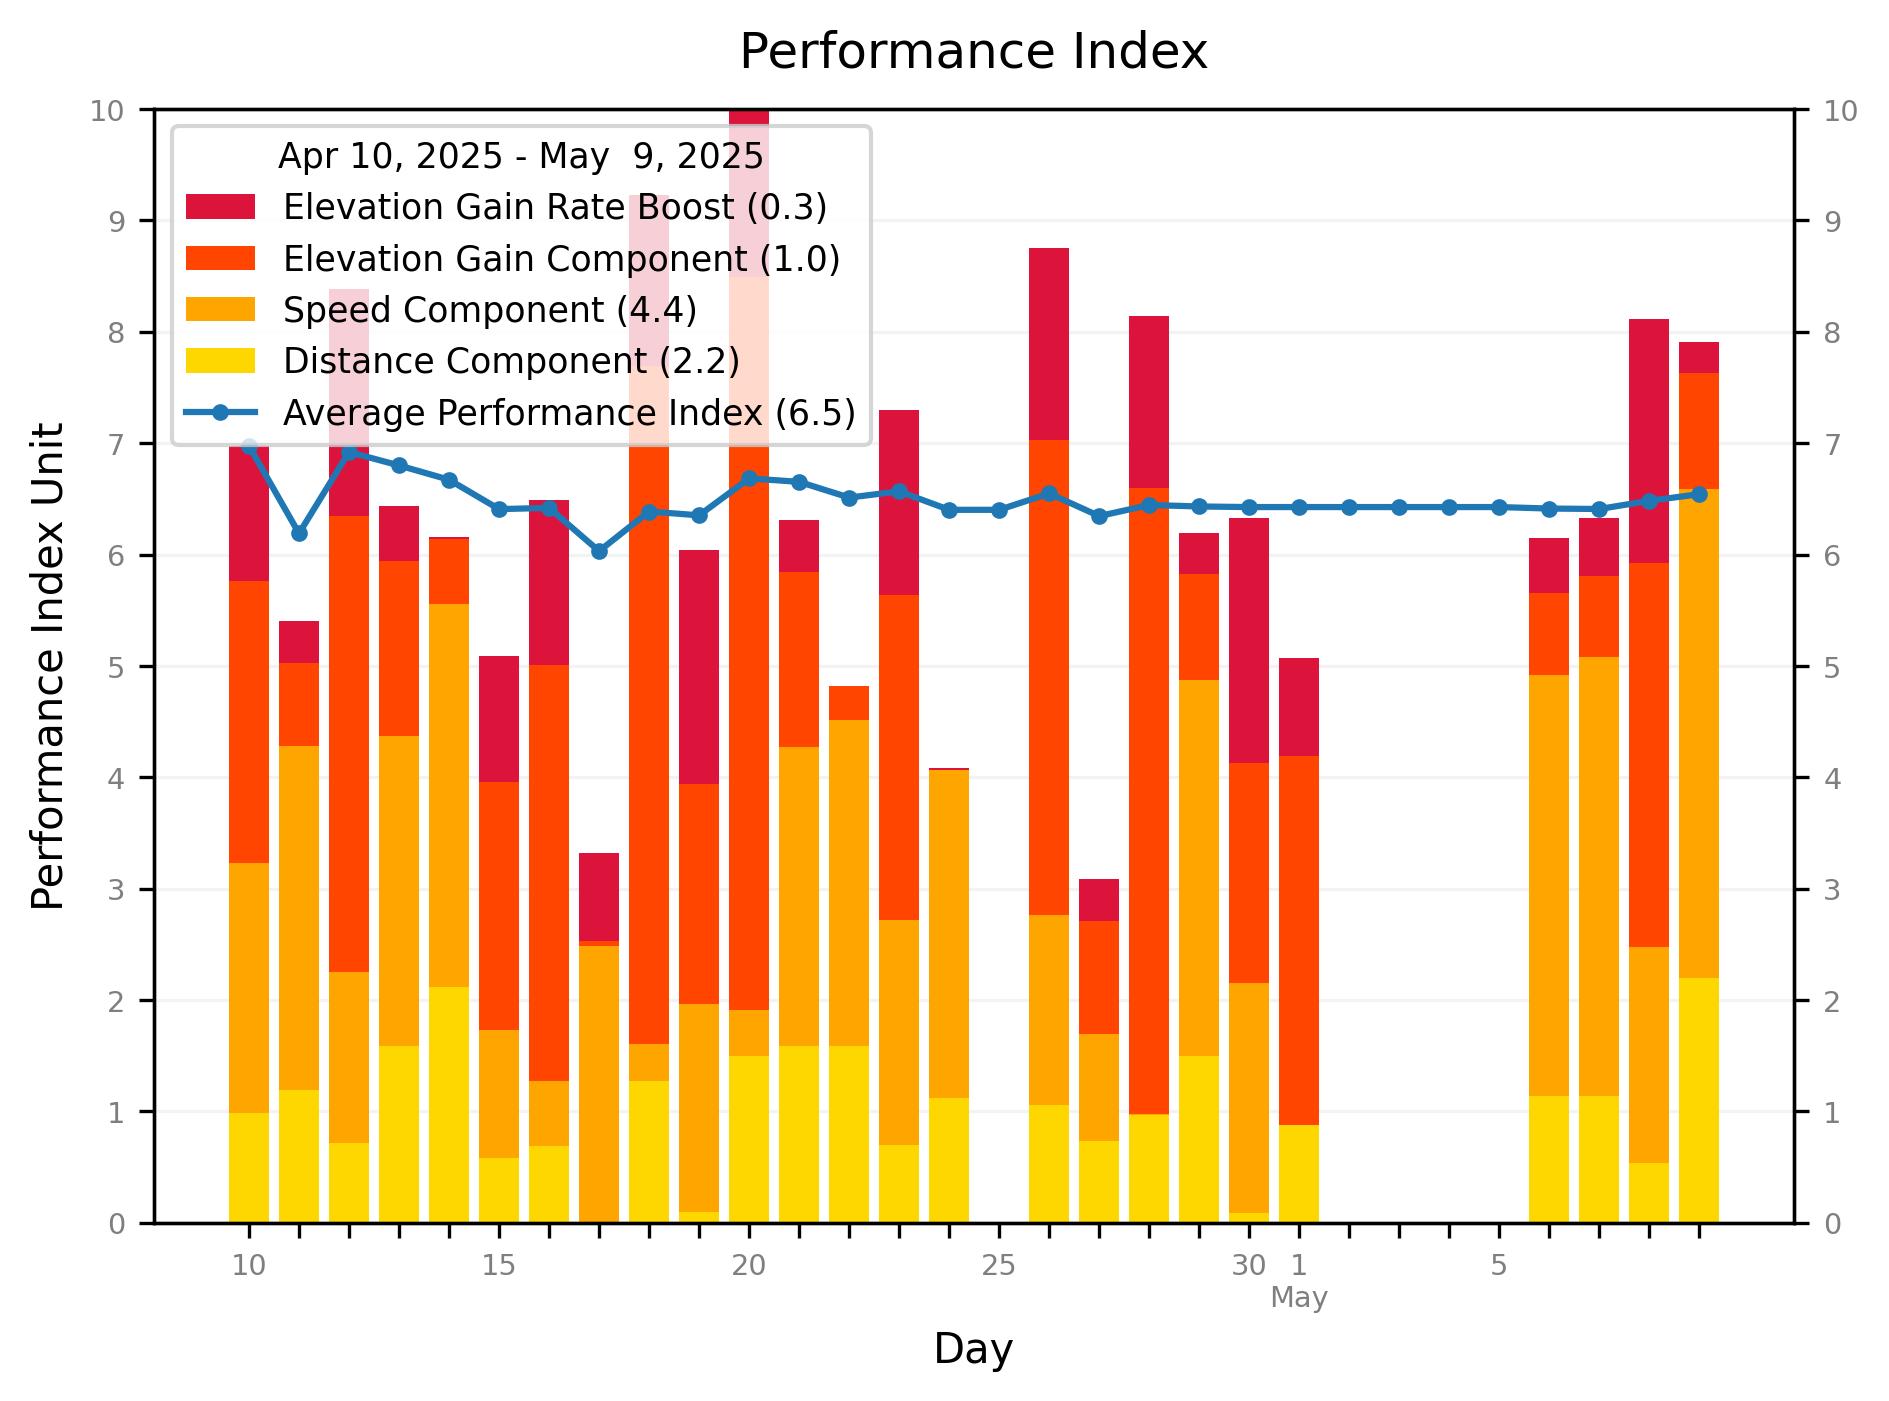 Performance Index
Apr 10, 2025 - May  9, 2025
Elevation Gain Rate Boost (0.3)
Elevation Gain Component (1.0)
Speed Component (4.4)
Distance Component (2.2)
Average Performance Index (6.5)
Performance Index Unit
10
9
8
7
6
5
4
3
2
1
0
10
9
8
7
6
5
4
3
2
1
0
10 15 20 25 30 1 5
May
Day